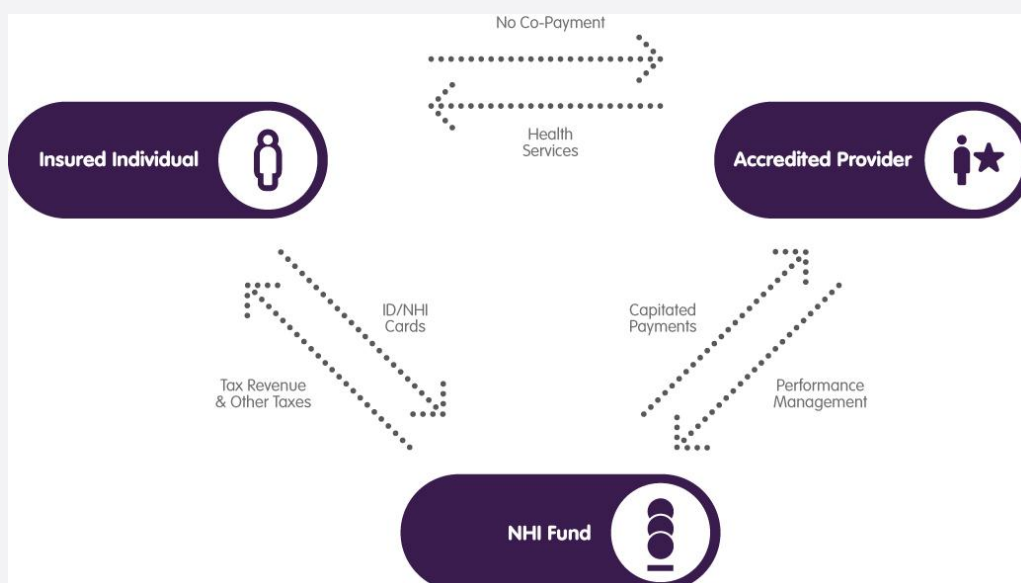 No Co-Payment
Health
Services
Insured Individual
Accredited Provider
ID/NHI
Cards
Capitated
Payments
Tax Revenue
& Other Taxes
Performance
Management
NHI Fund